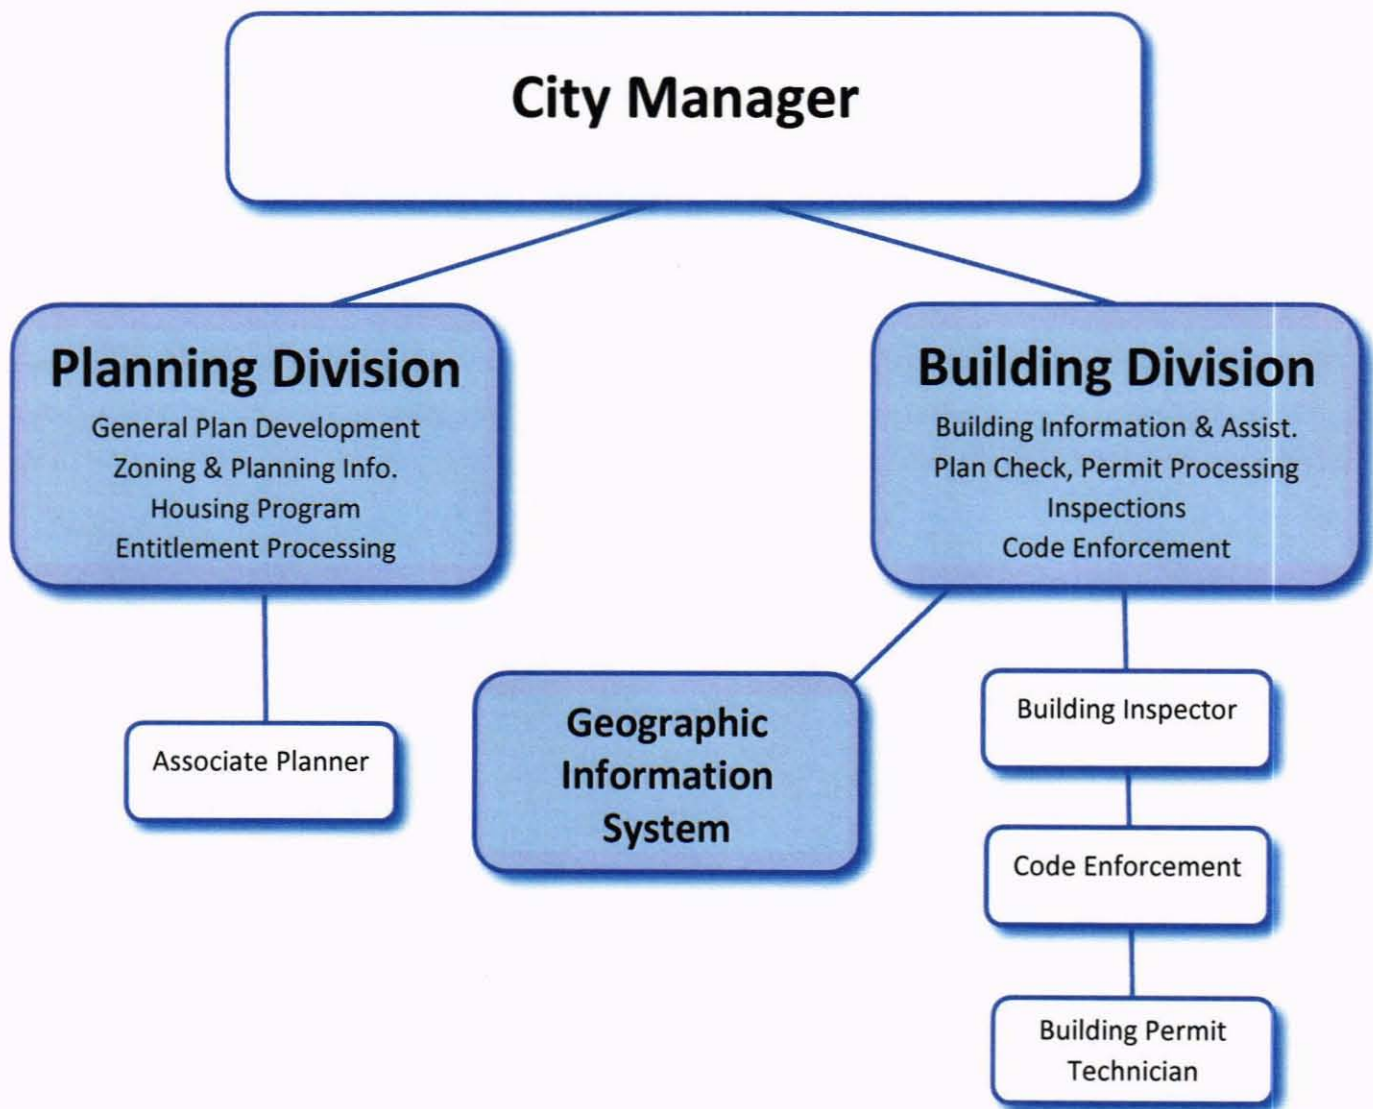 City Manager
Planning Division
General Plan Development
Zoning & Planning Info.
Housing Program
Entitlement Processing
Building Division
Building Information & Assist.
Plan Check, Permit Processing
Inspections
Code Enforcement
Associate Planner
Geographic
Information
System
Building Inspector
Code Enforcement
Building Permit
Technician